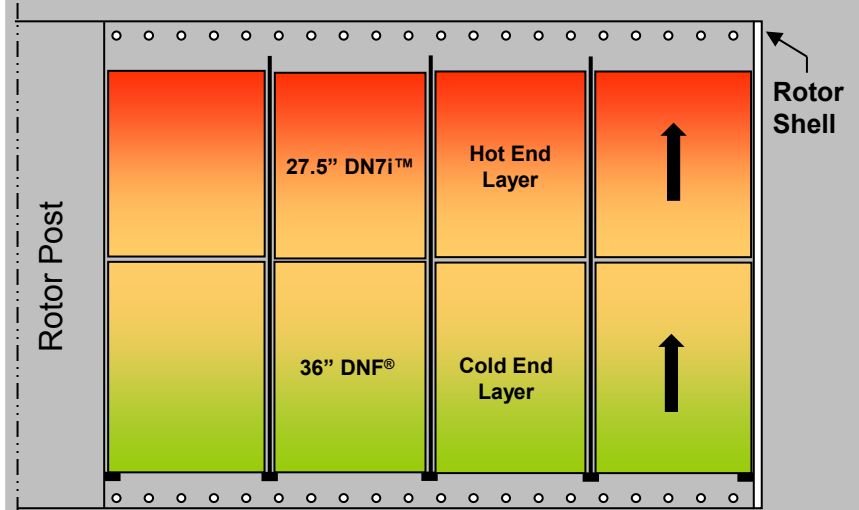 Rotor
Shell
27.5” DN7i™
Hot End
Layer
Rotor Post
36” DNF®
Cold End
Layer